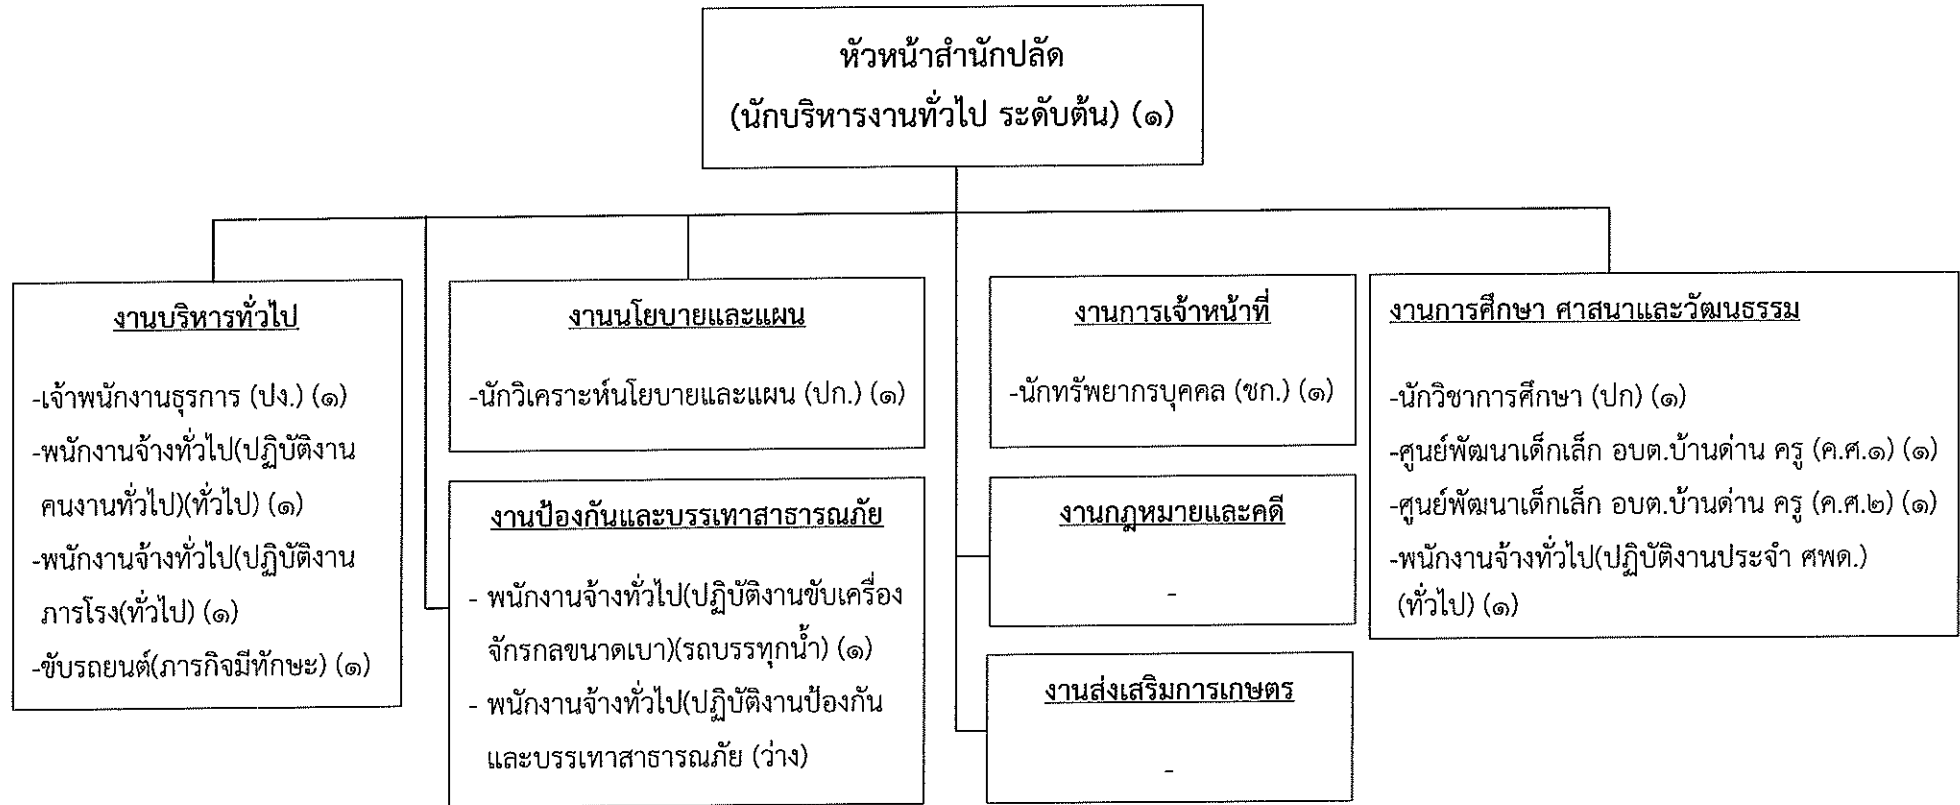 หัวหน้าสำนักปลัด
(นักบริหารงานทั่วไป ระดับต้น) (๑)
งานบริหารทั่วไป
-เจ้าพนักงานธุรการ (ปง.) (๑)
-พนักงานจ้างทั่วไป(ปฏิบัติงาน
คนงานทั่วไป)(ทั่วไป) (๑)
-พนักงานจ้างทั่วไป(ปฏิบัติงาน
ภารโรง(ทั่วไป) (๑)
-ขับรถยนต์(ภารกิจมีทักษะ) (๑)
งานนโยบายและแผน
-นักวิเคราะห์นโยบายและแผน (ปก.) (๑)
งานป้องกันและบรรเทาสาธารณภัย
- พนักงานจ้างทั่วไป(ปฏิบัติงานขับเครื่อง
จักรกลขนาดเบา)(รถบรรทุกน้ำ) (๑)
- พนักงานจ้างทั่วไป(ปฏิบัติงานป้องกัน
และบรรเทาสาธารณภัย (ว่าง)
งานการเจ้าหน้าที่
-นักทรัพยากรบุคคล (ชก.) (๑)
งานกฎหมายและคดี
-
งานส่งเสริมการเกษตร
-
งานการศึกษา ศาสนาและวัฒนธรรม
-นักวิชาการศึกษา (ปก) (๑)
-ศูนย์พัฒนาเด็กเล็ก อบต.บ้านด่าน ครู (ค.ศ.๑) (๑)
-ศูนย์พัฒนาเด็กเล็ก อบต.บ้านด่าน ครู (ค.ศ.๒) (๑)
-พนักงานจ้างทั่วไป(ปฏิบัติงานประจำ ศพด.)
(ทั่วไป) (๑)